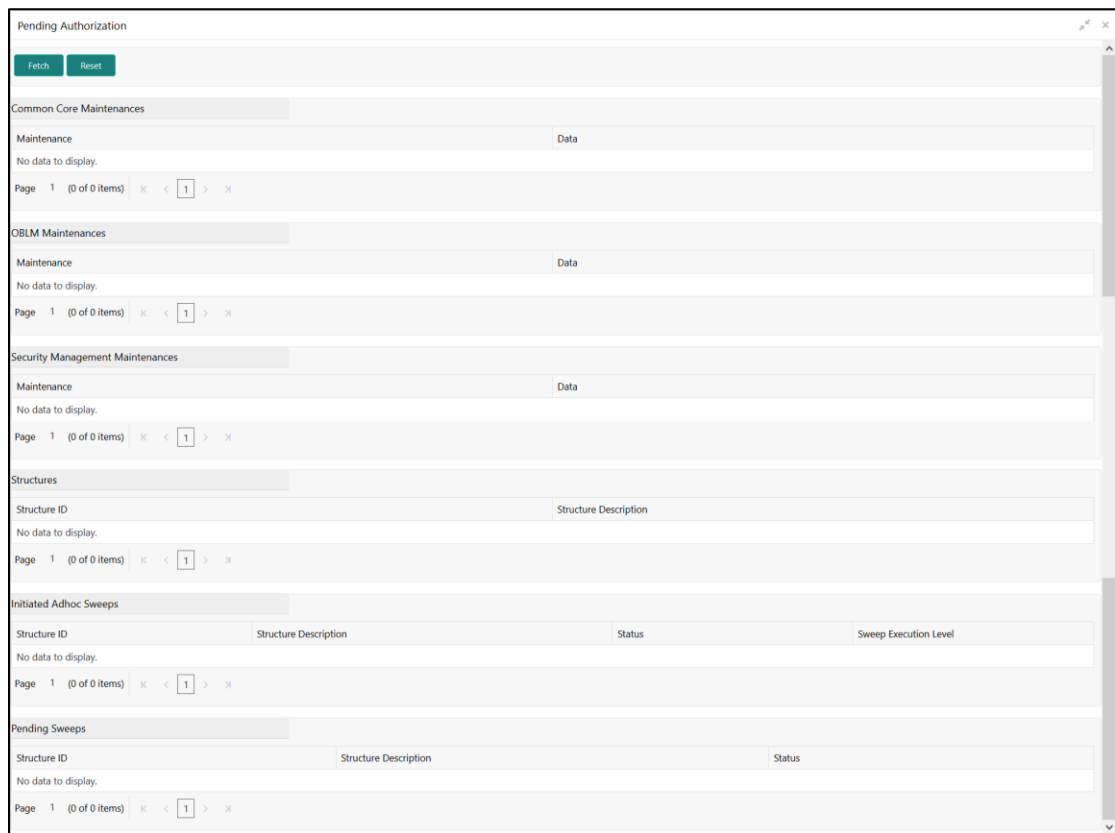 Pending Authorization
Fetch Reset
Common Core Maintenances
Maintenance Data
No data to display.
Page 1 (0 of 0 items) 1
OBLM Maintenances
Maintenance Data
No data to display.
Page 1 (0 of 0 items) 1
Security Management Maintenances
Maintenance Data
No data to display.
Page 1 (0 of 0 items) 1
Structures
Structure ID Structure Description
No data to display.
Page 1 (0 of 0 items) 1
Initiated Adhoc Sweeps
Structure ID Structure Description Status Sweep Execution Level
No data to display.
Page 1 (0 of 0 items) 1
Pending Sweeps
Structure ID Structure Description Status
No data to display.
Page 1 (0 of 0 items) 1